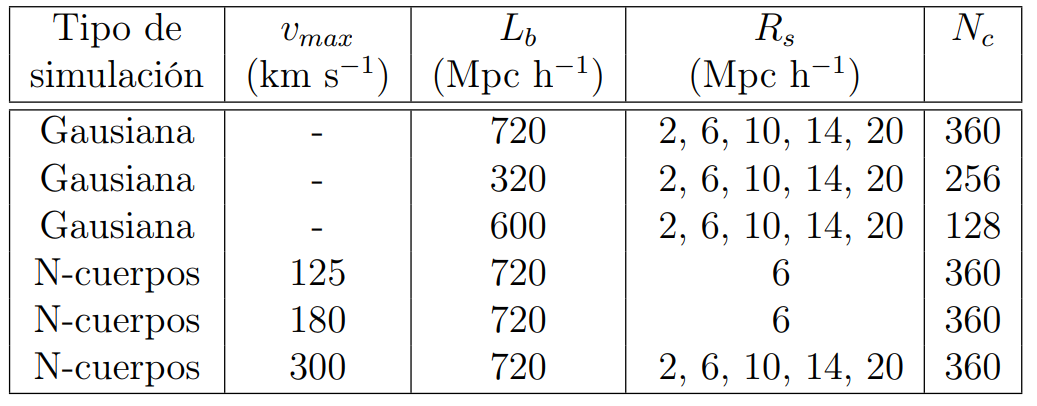 Tipo de v_max L_b R_s N_c
simulación (km s⁻¹) (Mpc h⁻¹) (Mpc h⁻¹)
Gausiana - 720 2, 6, 10, 14, 20 360
Gausiana - 320 2, 6, 10, 14, 20 256
Gausiana - 600 2, 6, 10, 14, 20 128
N-cuerpos 125 720 6 360
N-cuerpos 180 720 6 360
N-cuerpos 300 720 2, 6, 10, 14, 20 360